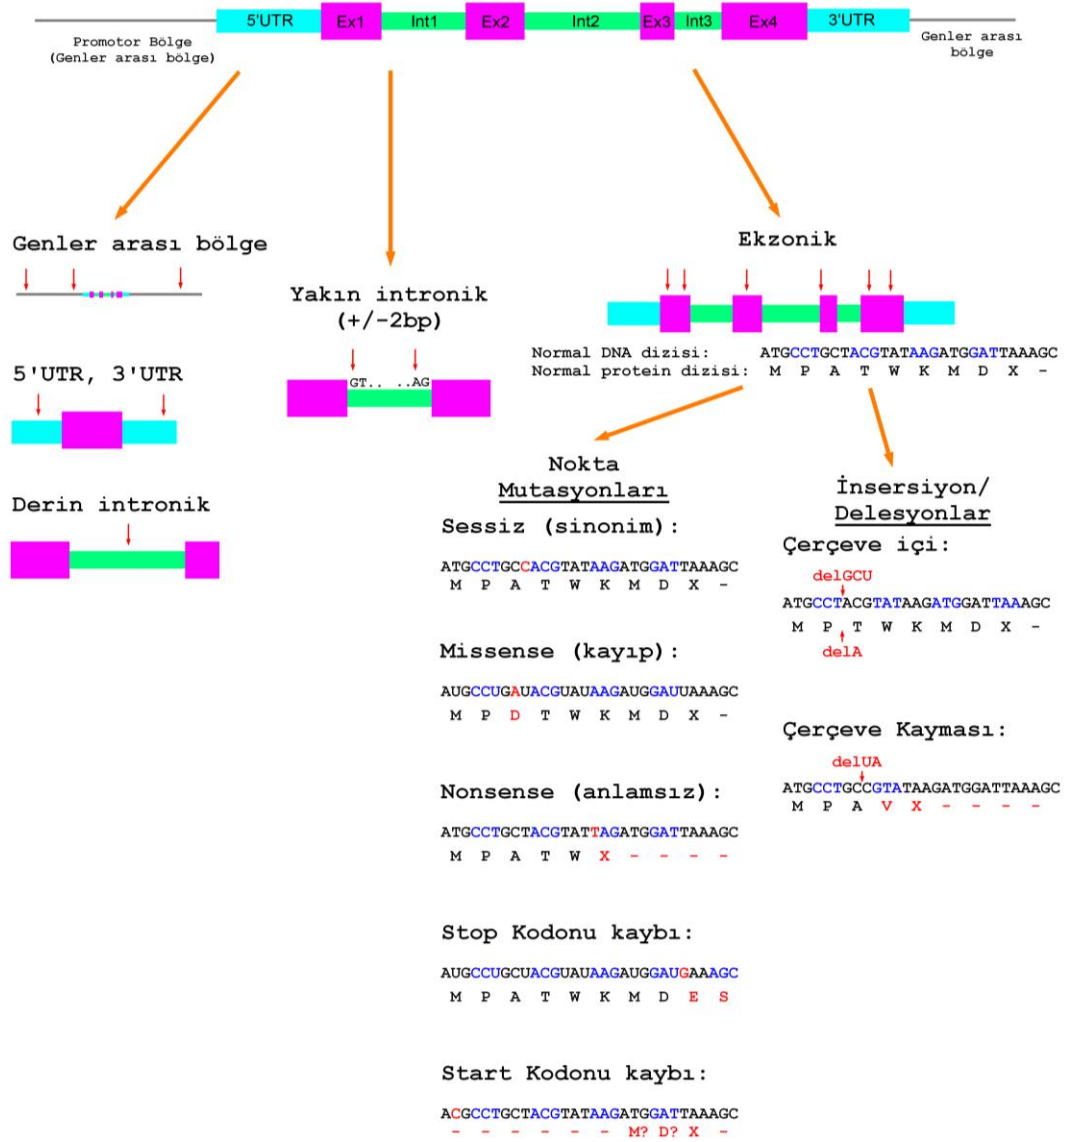 5'UTR Ex1 Int1 Ex2 Int2 Ex3 Int3 Ex4 3'UTR
Promotor Bölge
(Genler arası bölge)
Genler arası
bölge
Genler arası bölge
5'UTR, 3'UTR
Derin intronik
Yakın intronik
(+/-2bp)
GT.. ..AG
Ekzonik
Normal DNA dizisi: ATGCCTGCTACGTATAAGATGGATTAAAGC
Normal protein dizisi: M P A T W K M D X -
Nokta
Mutasyonları
Sessiz (sinonim):
ATGCCTGCCACGTATAAGATGGATTAAAGC
M P A T W K M D X -
Missense (kayıp):
AUGCCUGAUACGUAUAAGAUGGAUUAAAGC
M P D T W K M D X -
Nonsense (anlamsız):
ATGCCTGCTACGTATTAGATGGATTAAAGC
M P A T W X - - - -
Stop Kodonu kaybı:
AUGCCUGCUACGUAUAAGAUGGAUGAAAGC
M P A T W K M D E S
Start Kodonu kaybı:
ACGCCTGCTACGTATAAGATGGATTAAAGC
- - - - - - M? D? X -
İnsersiyon/
Delesyonlar
Çerçeve içi:
delGCU
ATGCCTACGTATAAGATGGATTAAAGC
M P T W K M D X -
delA
Çerçeve Kayması:
delUA
ATGCCTGCCGTATAAGATGGATTAAAGC
M P A V X - - - -